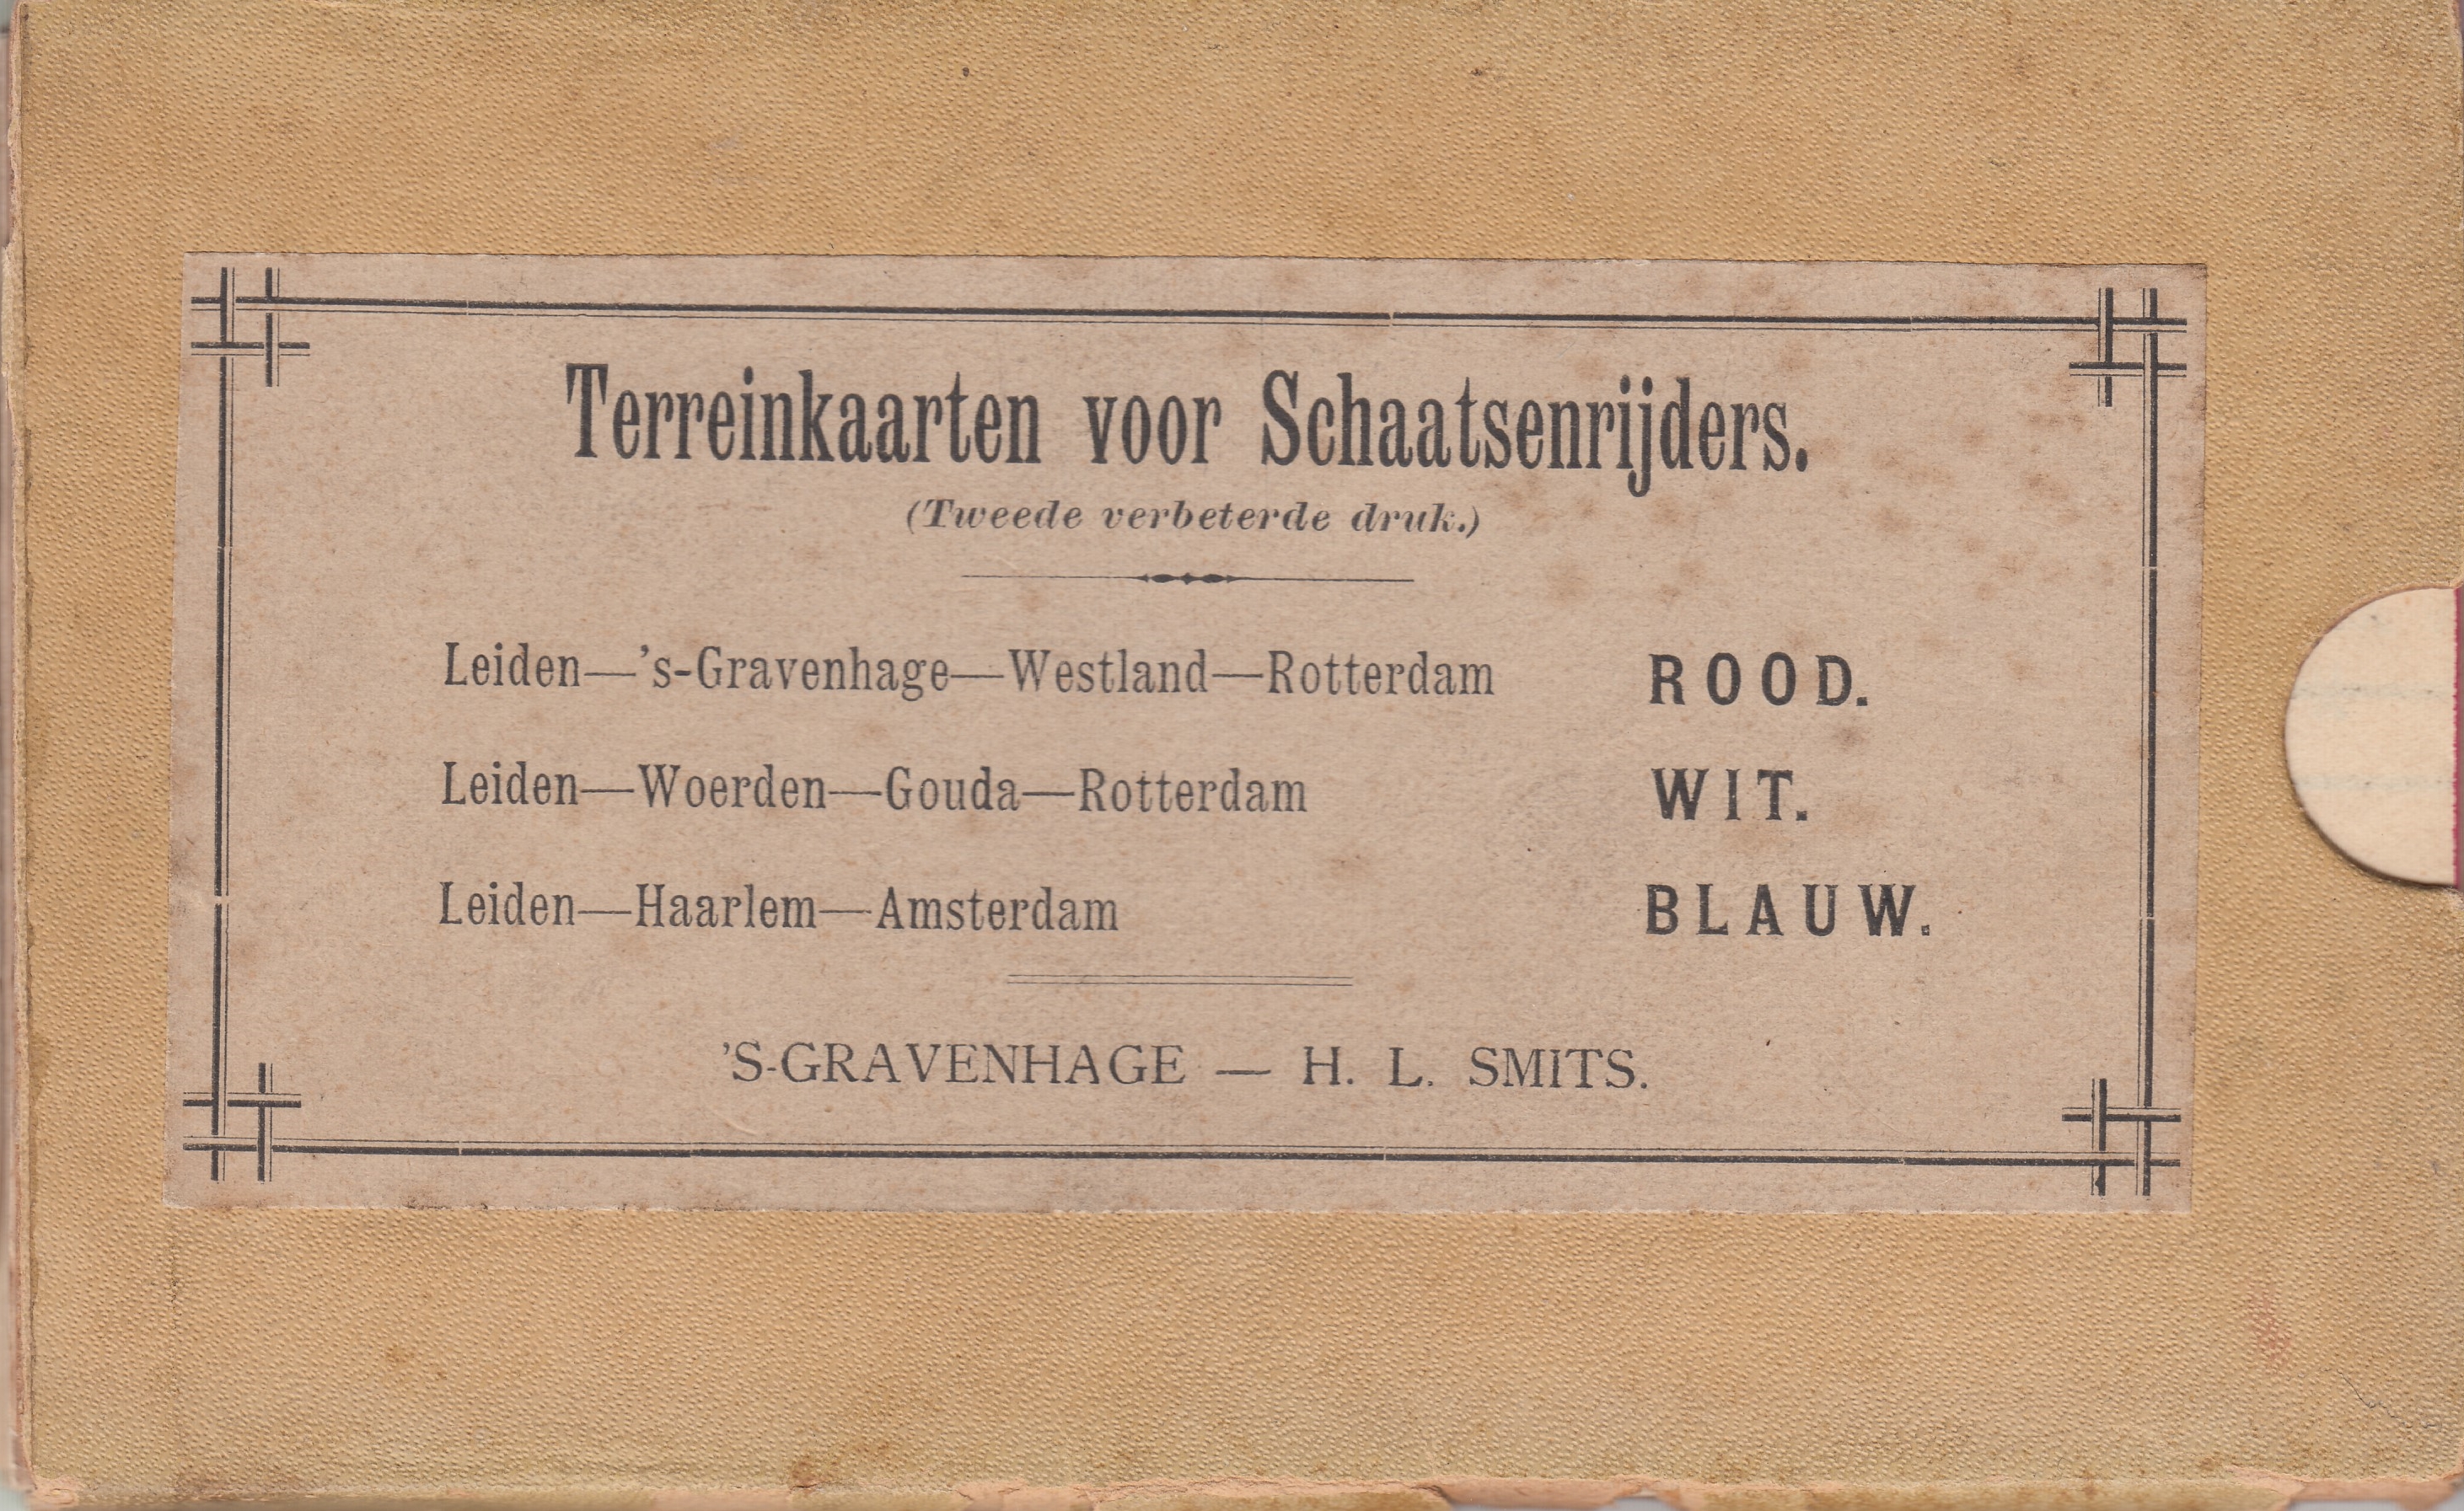 Terreinkaarten voor Schaatsenrijders.
(Tweede verbeterde druk.)
Leiden—'s-Gravenhage—Westland—Rotterdam ROOD.
Leiden—Woerden—Gouda—Rotterdam WIT.
Leiden—Haarlem—Amsterdam BLAUW.
'S-GRAVENHAGE — H. L. SMITS.